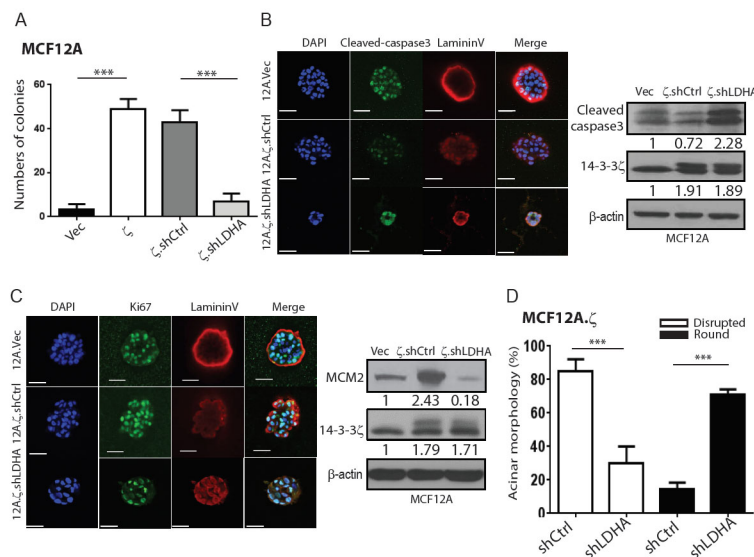 A
MCF12A
Numbers of colonies
60
40
20
0
***
***
Vec
ζ
ζ.shCtrl
ζ.shLDHA
B
DAPI Cleaved-caspase3 LamininV Merge
12A.Vec
12A.ζ.shCtrl
12A.ζ.shLDHA
Vec ζ.shCtrl ζ.shLDHA
Cleaved
caspase3
1 0.72 2.28
14-3-3ζ
1 1.91 1.89
β-actin
MCF12A
C
DAPI Ki67 LamininV Merge
12A.Vec
12A.ζ.shCtrl
12A.ζ.shLDHA
Vec ζ.shCtrl ζ.shLDHA
MCM2
1 2.43 0.18
14-3-3ζ
1 1.79 1.71
β-actin
MCF12A
D
MCF12A.ζ
Disrupted
Round
Acinar morphology (%)
100
80
60
40
20
0
***
***
shCtrl
shLDHA
shCtrl
shLDHA